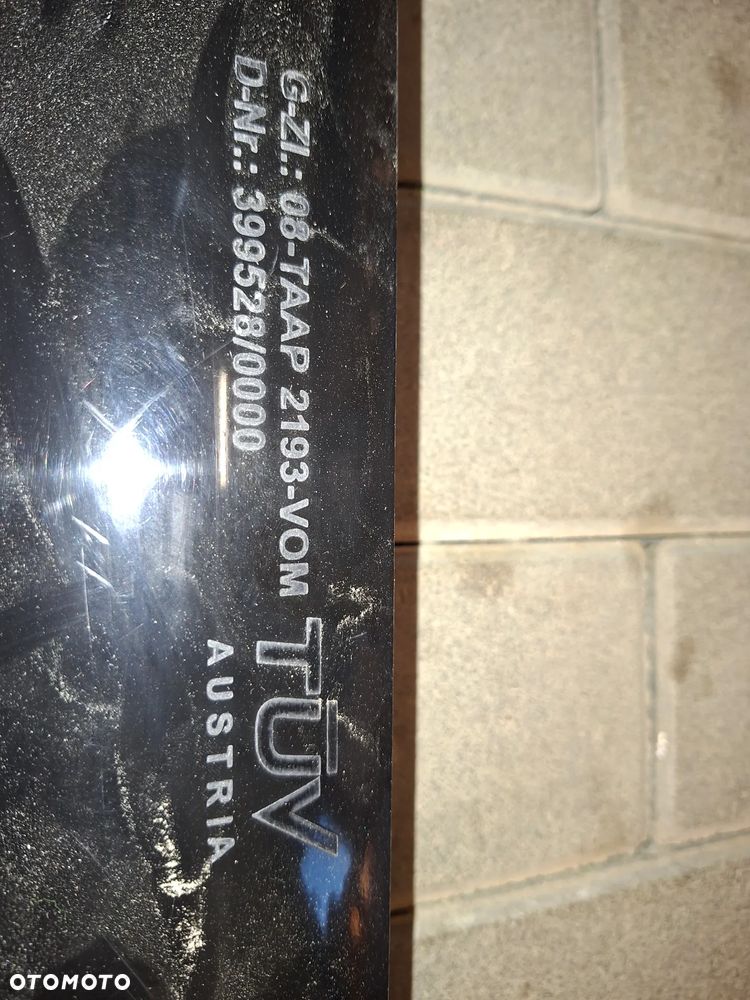 G-Zl.: 08-TAAP 2193-VOM
D-Nr.: 399528/0000
TÜV
AUSTRIA
OTOMOTO